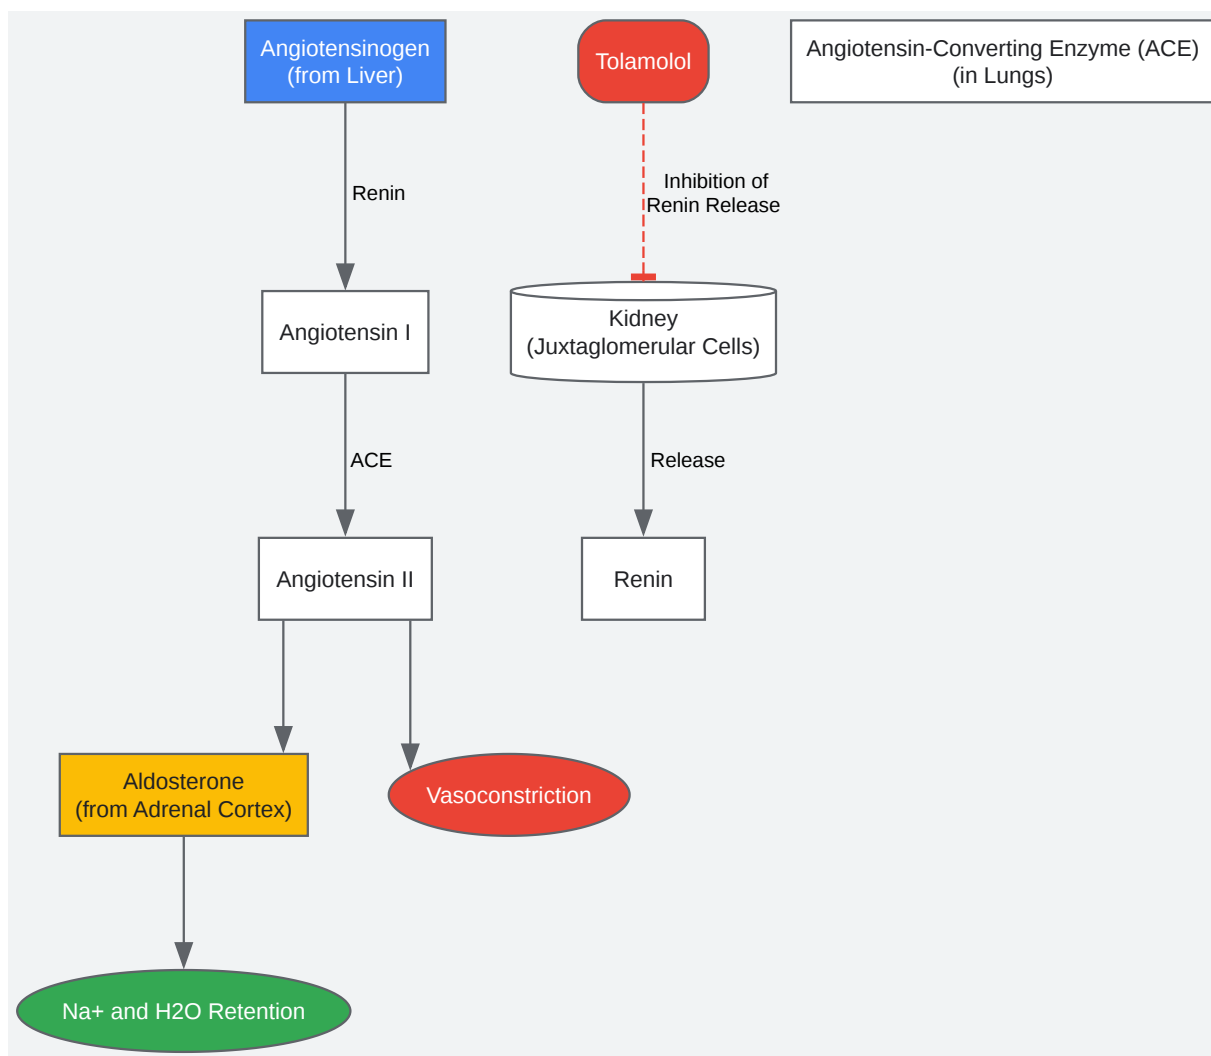 Angiotensinogen
(from Liver)
Tolamolol
Angiotensin-Converting Enzyme (ACE)
(in Lungs)
Renin
Inhibition of
Renin Release
Angiotensin I
Kidney
(Juxtaglomerular Cells)
ACE
Release
Angiotensin II
Renin
Aldosterone
(from Adrenal Cortex)
Vasoconstriction
Na+ and H2O Retention